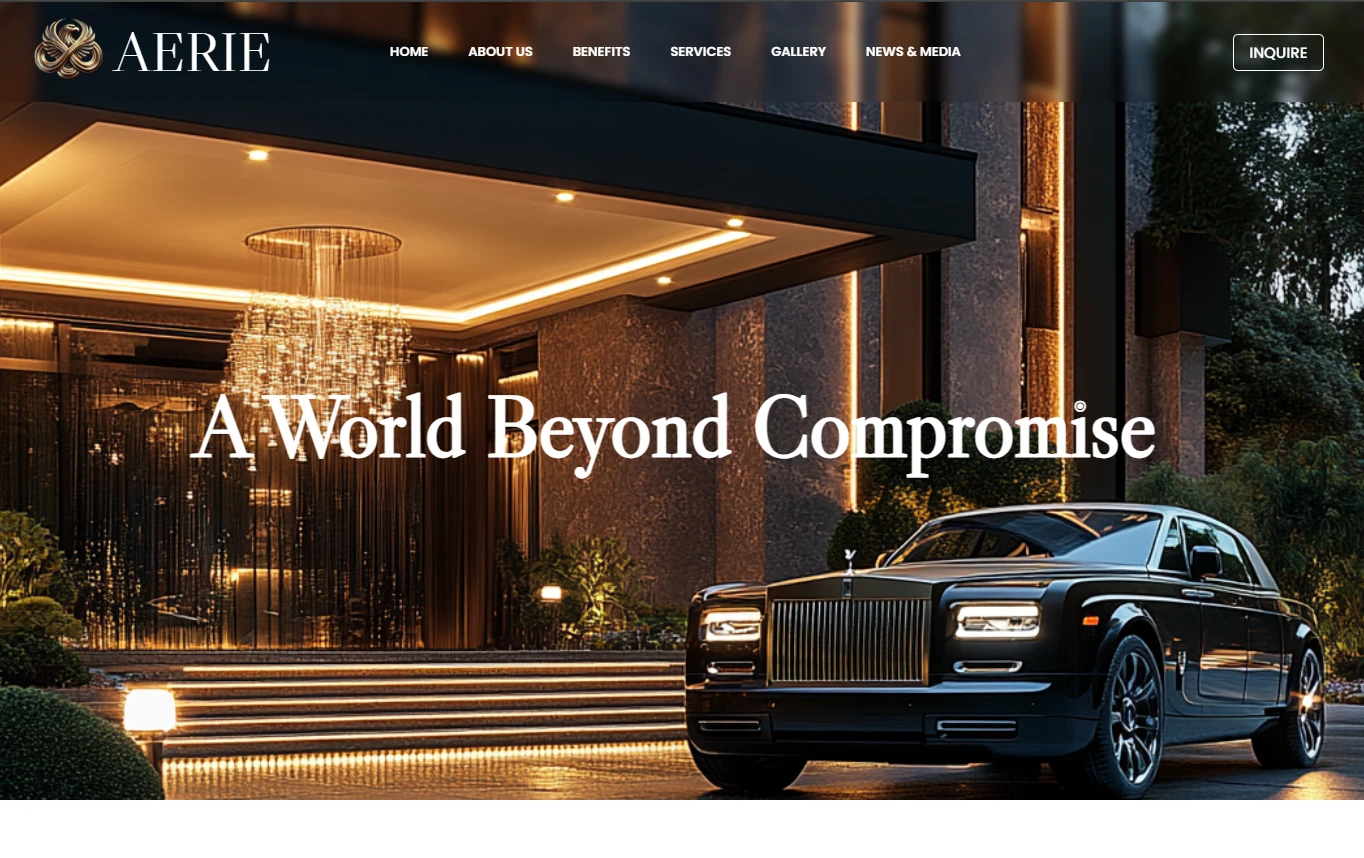 AERIE
HOME ABOUT US BENEFITS SERVICES GALLERY NEWS & MEDIA
INQUIRE
A World Beyond Compromise